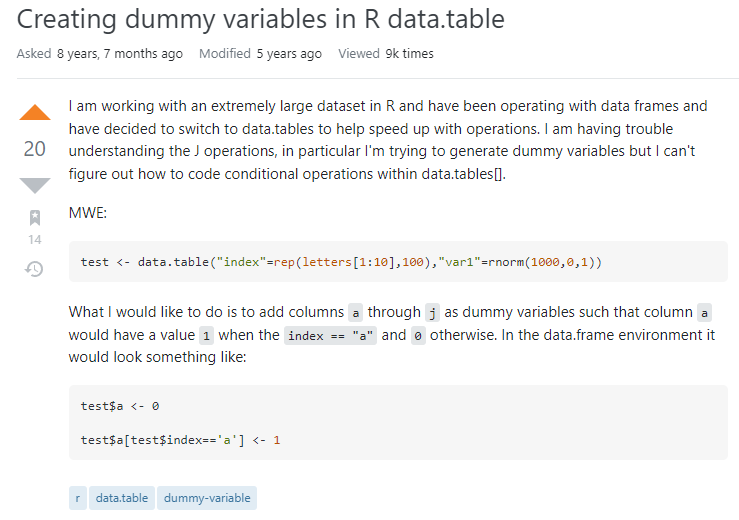 Creating dummy variables in R data.table
Asked 8 years, 7 months ago Modified 5 years ago Viewed 9k times
I am working with an extremely large dataset in R and have been operating with data frames and
have decided to switch to data.tables to help speed up with operations. I am having trouble
understanding the J operations, in particular I'm trying to generate dummy variables but I can't
figure out how to code conditional operations within data.tables[].
20
MWE:
14
test <- data.table("index"=rep(letters[1:10],100),"var1"=rnorm(1000,0,1))
What I would like to do is to add columns a through j as dummy variables such that column a
would have a value 1 when the index == "a" and 0 otherwise. In the data.frame environment it
would look something like:
test$a <- 0
test$a[test$index=='a'] <- 1
r data.table dummy-variable